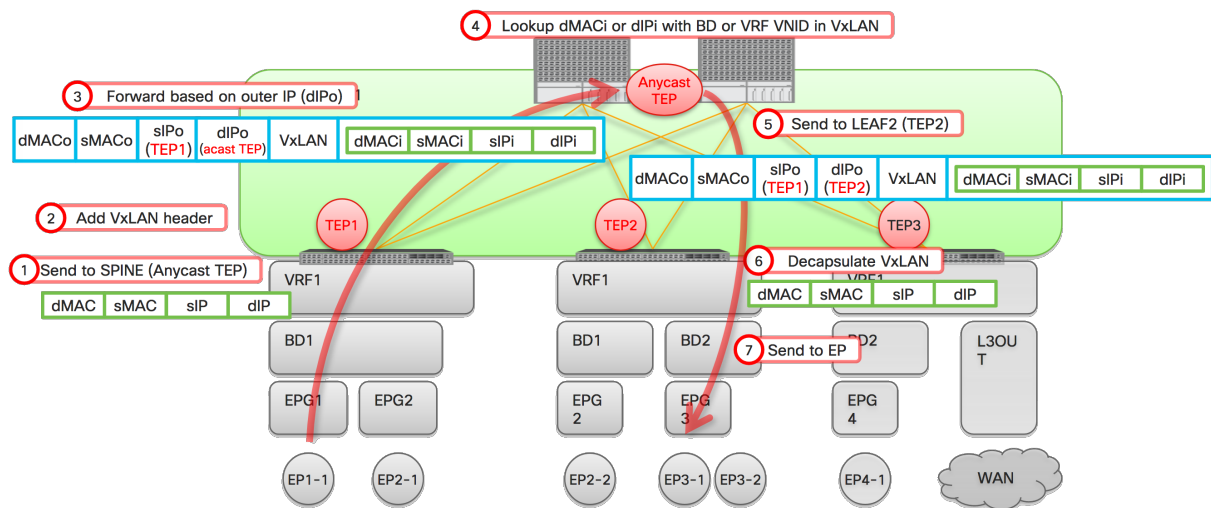 4 Lookup dMACi or dIPi with BD or VRF VNID in VxLAN
Anycast
TEP
3 Forward based on outer IP (dIPo) 1
dMACo sMACo sIPo (TEP1) dIPo (acast TEP) VxLAN dMACi sMACi sIPi dIPi
5 Send to LEAF2 (TEP2)
dMACo sMACo sIPo (TEP1) dIPo (TEP2) VxLAN dMACi sMACi sIPi dIPi
2 Add VxLAN header
TEP1
TEP2
TEP3
1 Send to SPINE (Anycast TEP)
6 Decapsulate VxLAN
VRF1
VRF1
VRF1
dMAC sMAC sIP dIP
dMAC sMAC sIP dIP
BD1
BD1
BD2
7 Send to EP
BD2
L3OU
T
EPG1
EPG2
EPG
2
EPG
3
EPG
4
EP1-1
EP2-1
EP2-2
EP3-1
EP3-2
EP4-1
WAN